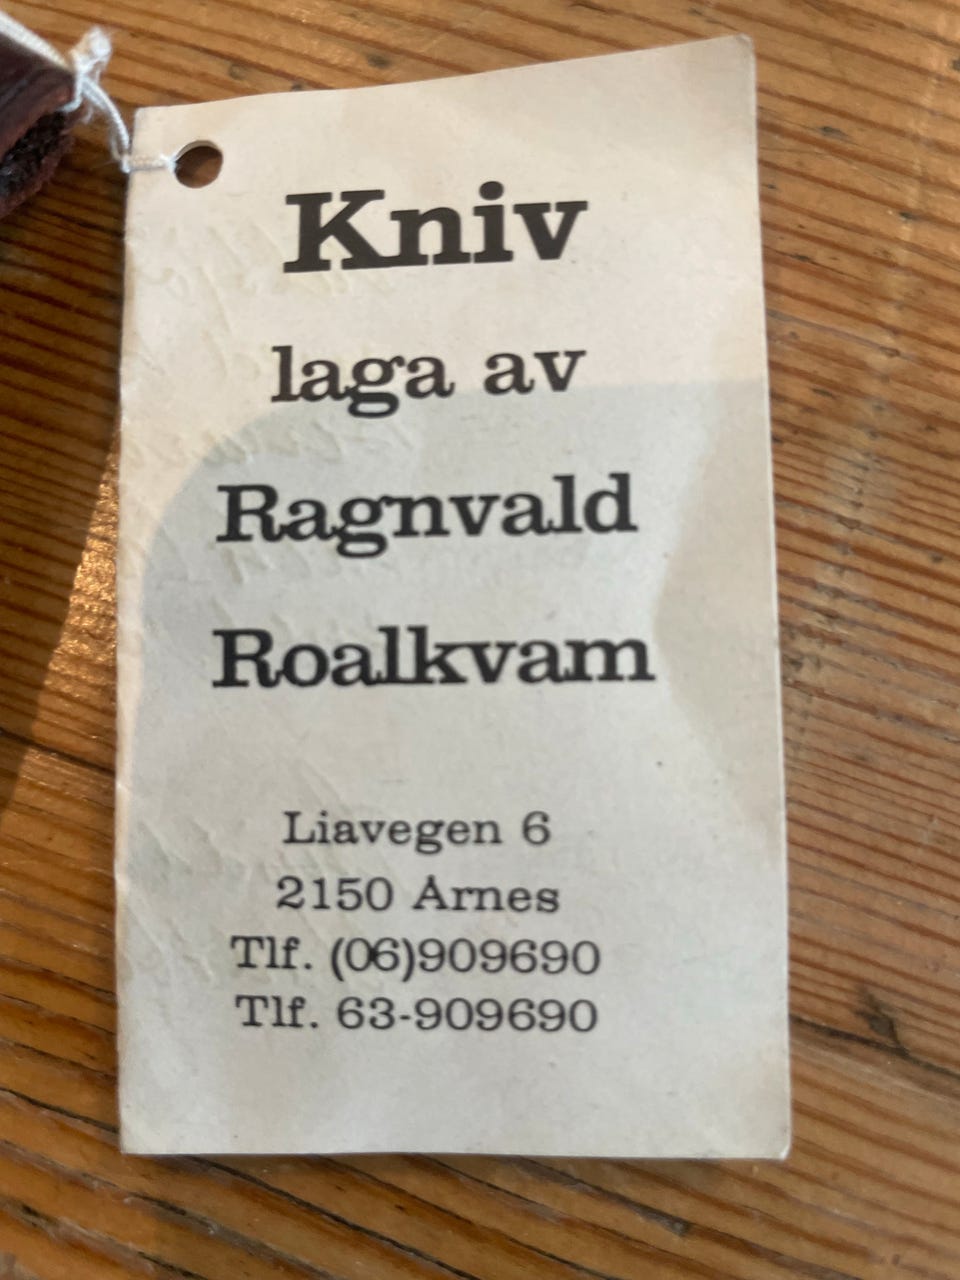 Kniv
laga av
Ragnvald
Roalkvam
Liavegen 6
2150 Arnes
Tlf. (06)909690
Tlf. 63-909690